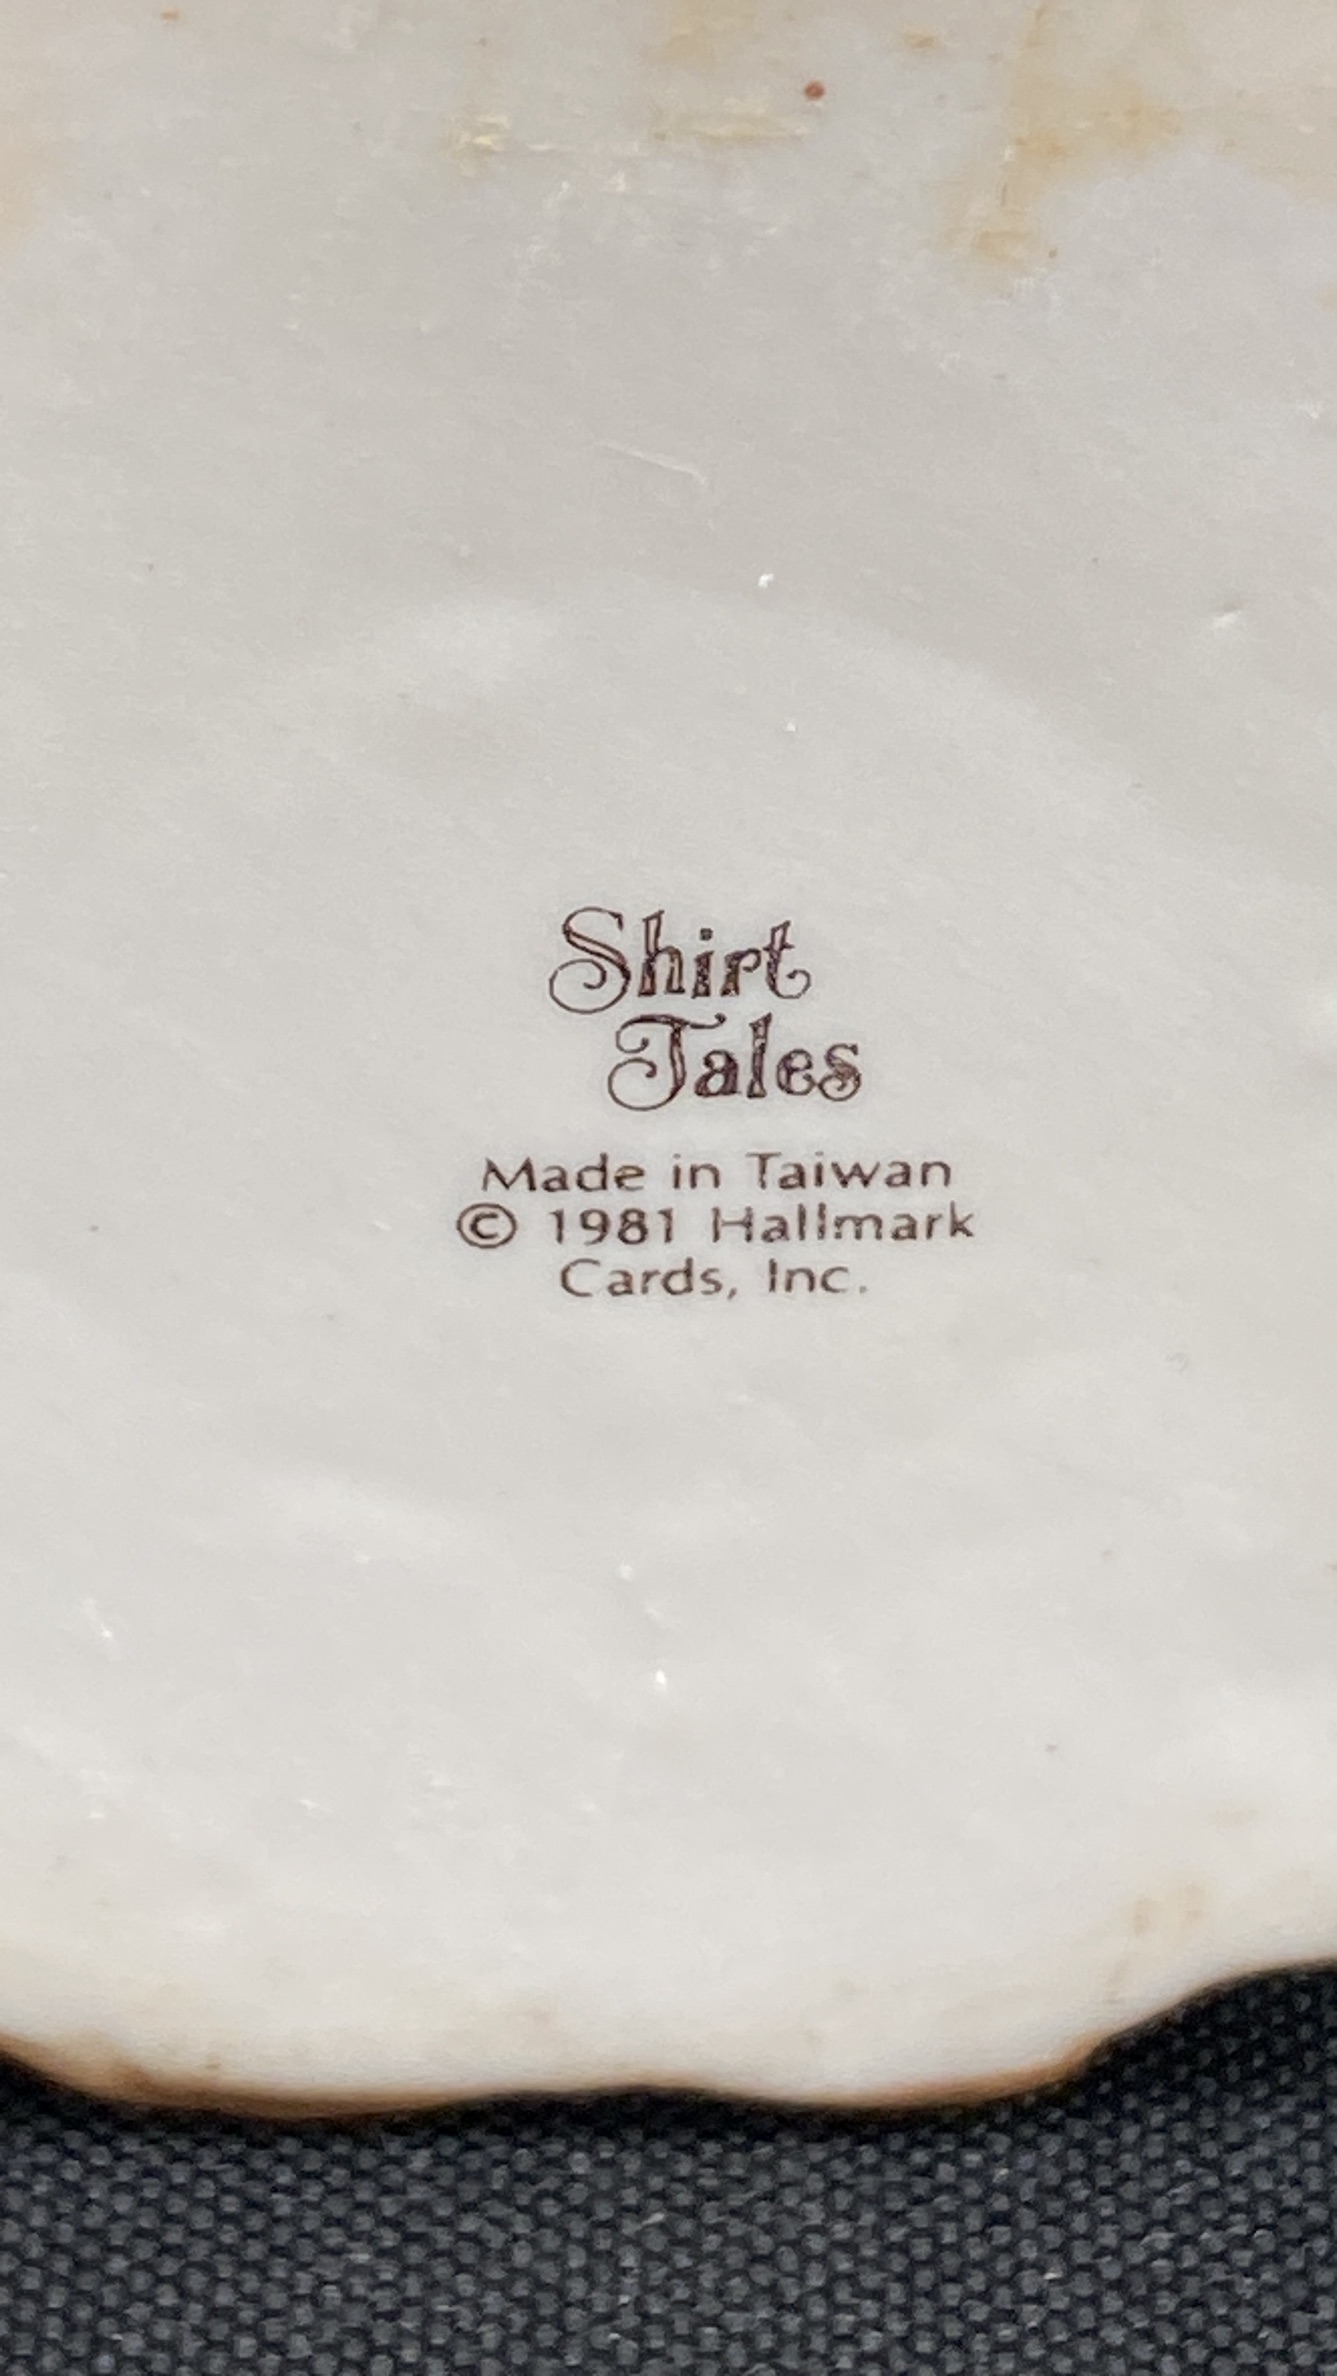 Shirt
Tales
Made in Taiwan
© 1981 Hallmark
Cards, Inc.